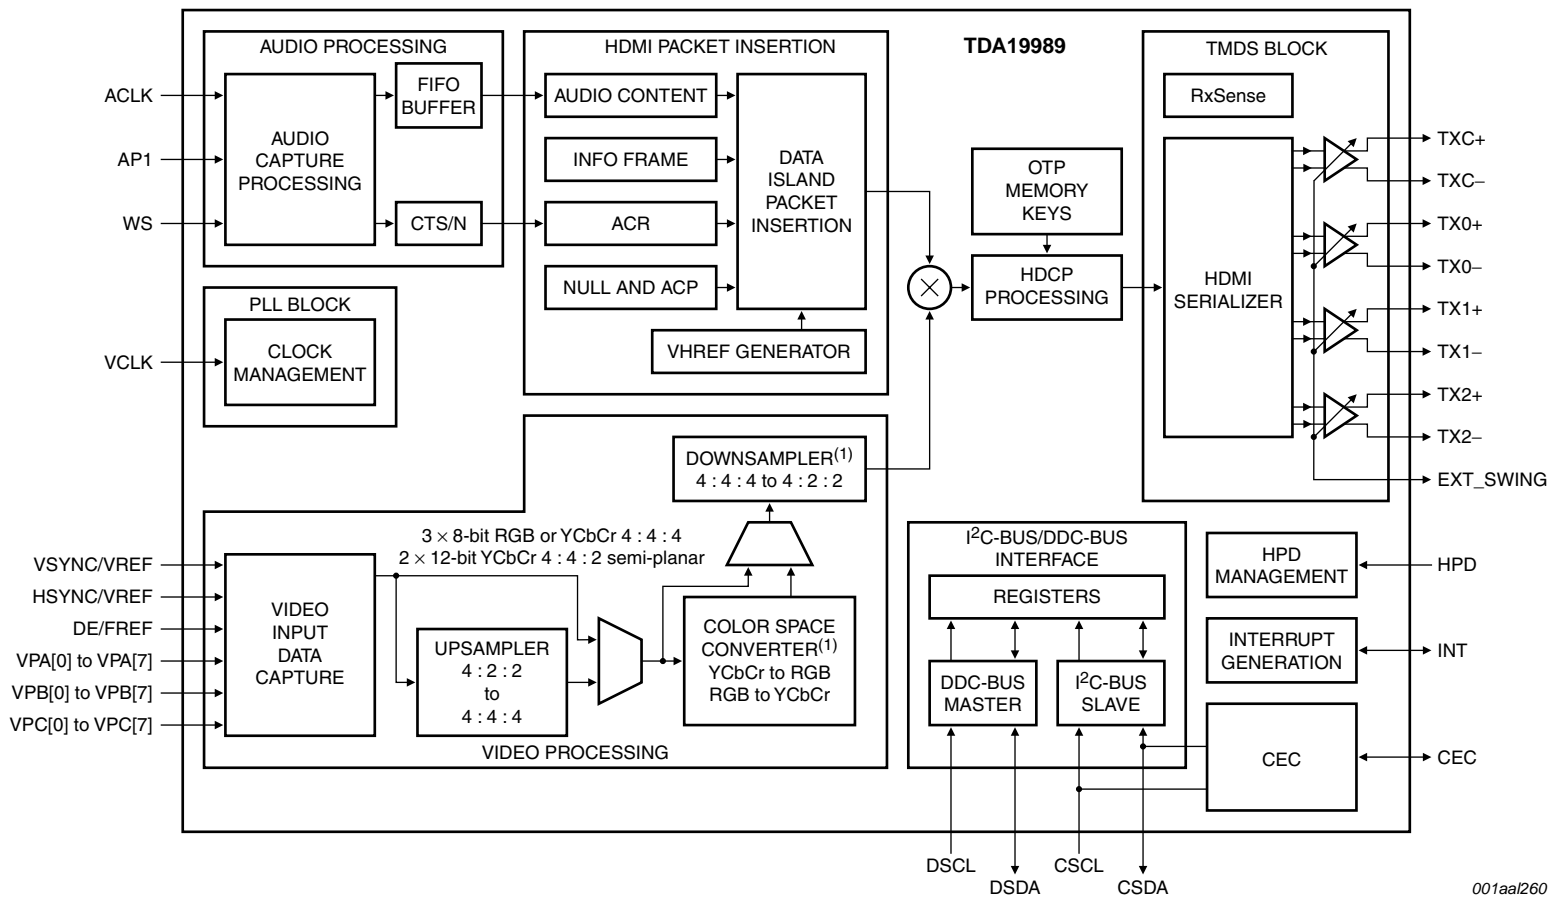 TDA19989
AUDIO PROCESSING
ACLK
AP1
WS
AUDIO
CAPTURE
PROCESSING
FIFO
BUFFER
CTS/N
HDMI PACKET INSERTION
AUDIO CONTENT
INFO FRAME
ACR
NULL AND ACP
DATA
ISLAND
PACKET
INSERTION
VHREF GENERATOR
PLL BLOCK
VCLK
CLOCK
MANAGEMENT
OTP
MEMORY
KEYS
HDCP
PROCESSING
TMDS BLOCK
RxSense
HDMI
SERIALIZER
TXC+
TXC−
TX0+
TX0−
TX1+
TX1−
TX2+
TX2−
EXT_SWING
DOWNSAMPLER(1)
4 : 4 : 4 to 4 : 2 : 2
3 × 8-bit RGB or YCbCr 4 : 4 : 4
2 × 12-bit YCbCr 4 : 4 : 2 semi-planar
VSYNC/VREF
HSYNC/VREF
DE/FREF
VPA[0] to VPA[7]
VPB[0] to VPB[7]
VPC[0] to VPC[7]
VIDEO
INPUT
DATA
CAPTURE
UPSAMPLER
4 : 2 : 2
to
4 : 4 : 4
COLOR SPACE
CONVERTER(1)
YCbCr to RGB
RGB to YCbCr
VIDEO PROCESSING
I2C-BUS/DDC-BUS
INTERFACE
REGISTERS
DDC-BUS
MASTER
I2C-BUS
SLAVE
HPD
MANAGEMENT
HPD
INTERRUPT
GENERATION
INT
CEC
CEC
DSCL
DSDA
CSCL
CSDA
001aal260